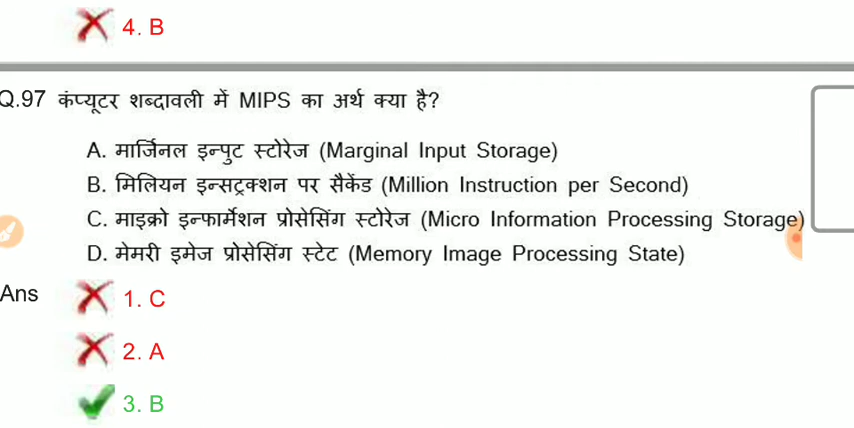 4. B
Q.97 कंप्यूटर शब्दावली में MIPS का अर्थ क्या है?
A. मार्जिनल इन्पुट स्टोरेज (Marginal Input Storage)
B. मिलियन इन्सट्रक्शन पर सैकेंड (Million Instruction per Second)
C. माइक्रो इन्फार्मेशन प्रोसेसिंग स्टोरेज (Micro Information Processing Storage)
D. मेमरी इमेज प्रोसेसिंग स्टेट (Memory Image Processing State)
Ans 1. C
2. A
3. B